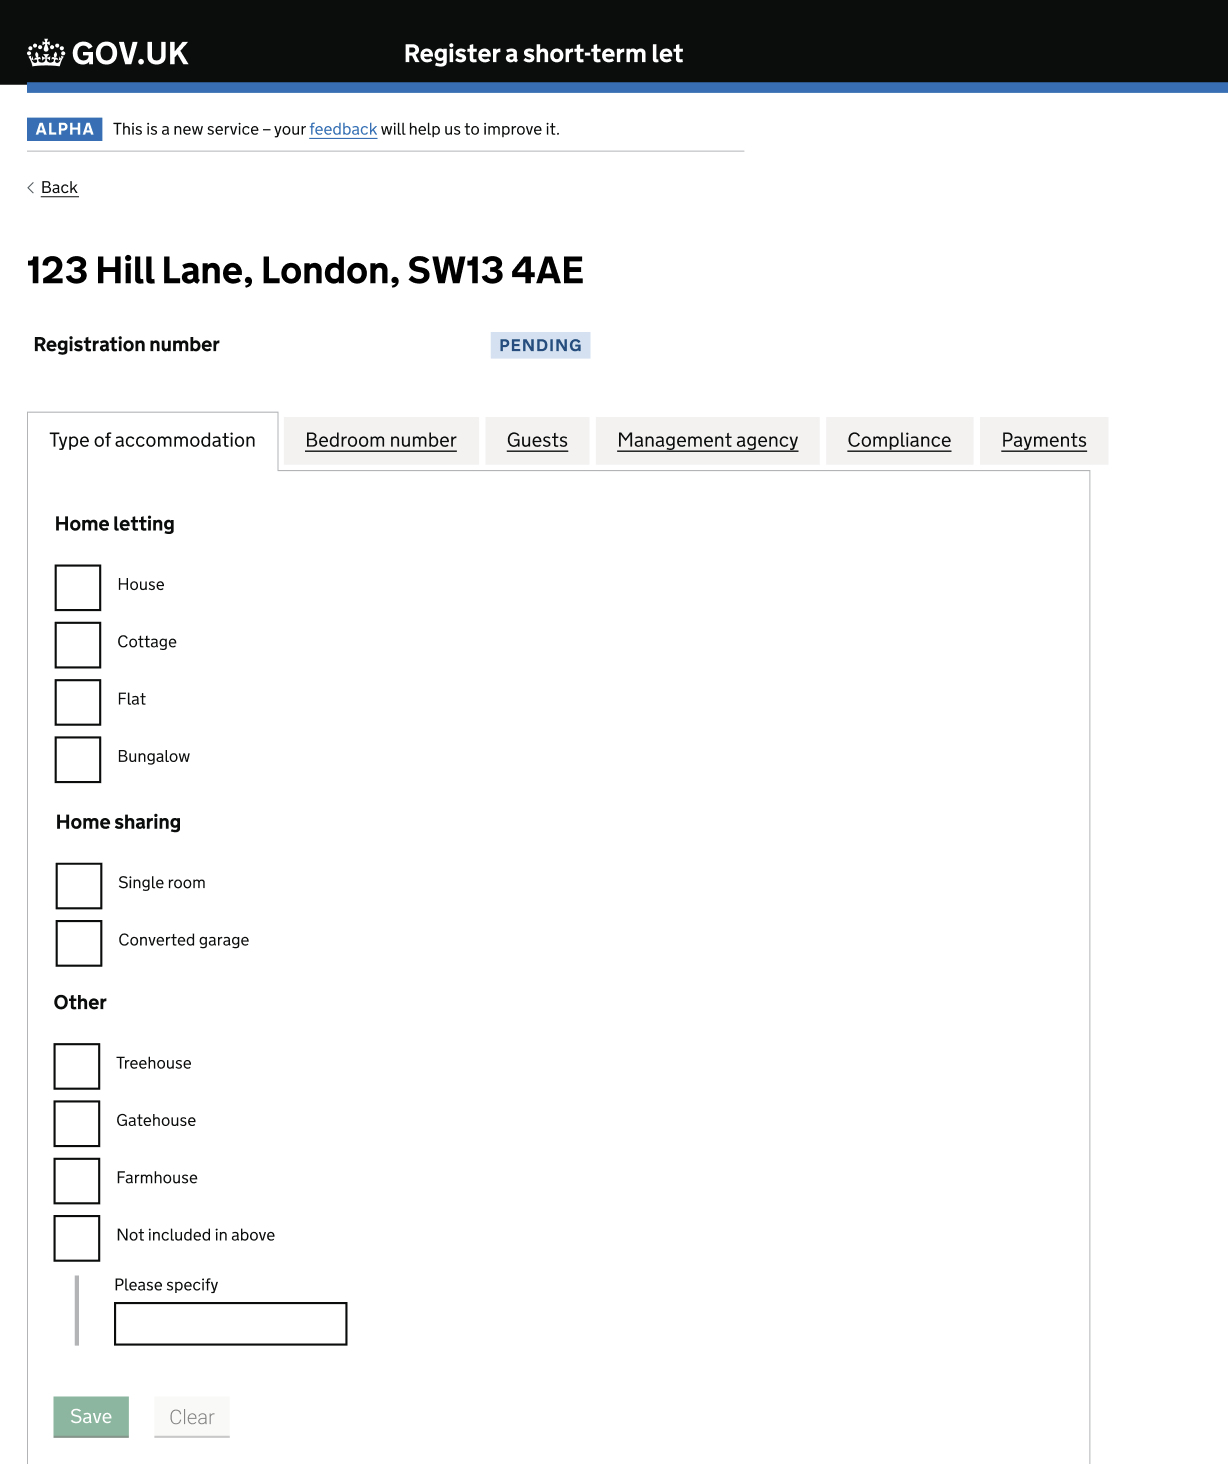 GOV.UK Register a short-term let
ALPHA This is a new service – your feedback will help us to improve it.
Back
123 Hill Lane, London, SW13 4AE
Registration number PENDING
Type of accommodation Bedroom number Guests Management agency Compliance Payments
Home letting
House
Cottage
Flat
Bungalow
Home sharing
Single room
Converted garage
Other
Treehouse
Gatehouse
Farmhouse
Not included in above
Please specify
Save Clear